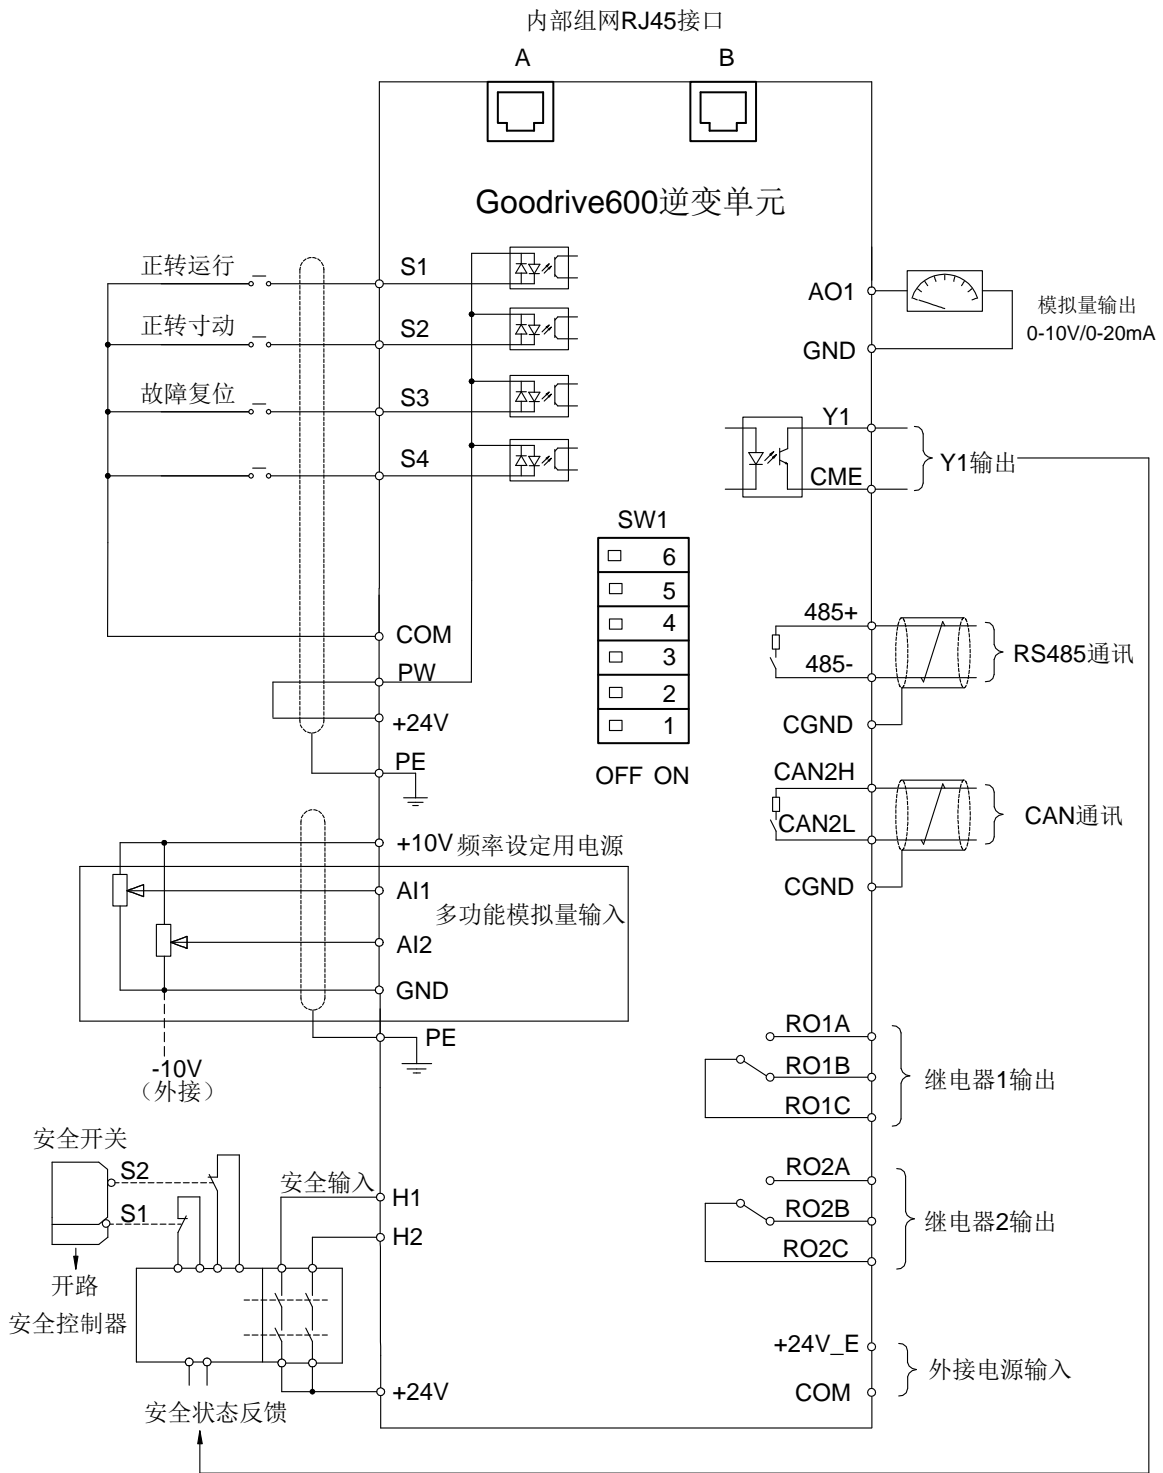 内部组网RJ45接口
A
B
Goodrive600逆变单元
正转运行
S1
正转寸动
S2
故障复位
S3
S4
COM
PW
+24V
PE
+10V 频率设定用电源
AI1
多功能模拟量输入
AI2
GND
PE
-10V
（外接）
安全开关
S2
S1
开路
安全控制器
安全输入
H1
H2
+24V
安全状态反馈
SW1
6
5
4
3
2
1
OFF ON
AO1
GND
模拟量输出
0-10V/0-20mA
Y1
CME
Y1输出
485+
485-
RS485通讯
CGND
CAN2H
CAN2L
CAN通讯
CGND
RO1A
RO1B
RO1C
继电器1输出
RO2A
RO2B
RO2C
继电器2输出
+24V_E
COM
外接电源输入